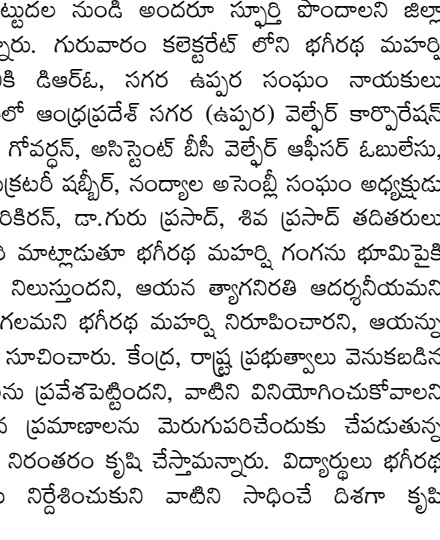 ట్టుదల నుండి అందరూ స్ఫూర్తి పొందాలని జిల్లా
్నారు. గురువారం కలెక్టరేట్ లోని భగీరథ మహర్షి
కి డిఆర్ఓ, సగర ఉప్పర సంఘం నాయకులు
లో ఆంధ్రప్రదేశ్ సగర (ఉప్పర) వెల్ఫేర్ కార్పొరేషన్
గోవర్ధన్, అసిస్టెంట్ బీసీ వెల్ఫేర్ ఆఫీసర్ ఓబులేసు,
క్రటరీ షబ్బీర్, నంద్యాల అసెంబ్లీ సంఘం అధ్యక్షుడు
రికిరన్, డా.గురు ప్రసాద్, శివ ప్రసాద్ తదితరులు
మాట్లాడుతూ భగీరథ మహర్షి గంగను భూమిపైకి
నిలుస్తుందని, ఆయన త్యాగనిరతి ఆదర్శనీయమని
గలమని భగీరథ మహర్షి నిరూపించారని, ఆయన్ను
సూచించారు. కేంద్ర, రాష్ట్ర ప్రభుత్వాలు వెనుకబడిన
ను ప్రవేశపెట్టిందని, వాటిని వినియోగించుకోవాలని
న ప్రమాణాలను మెరుగుపరిచేందుకు చేపడుతున్న
నిరంతరం కృషి చేస్తామన్నారు. విద్యార్థులు భగీరథ
నిర్దేశించుకుని వాటిని సాధించే దిశగా కృషి